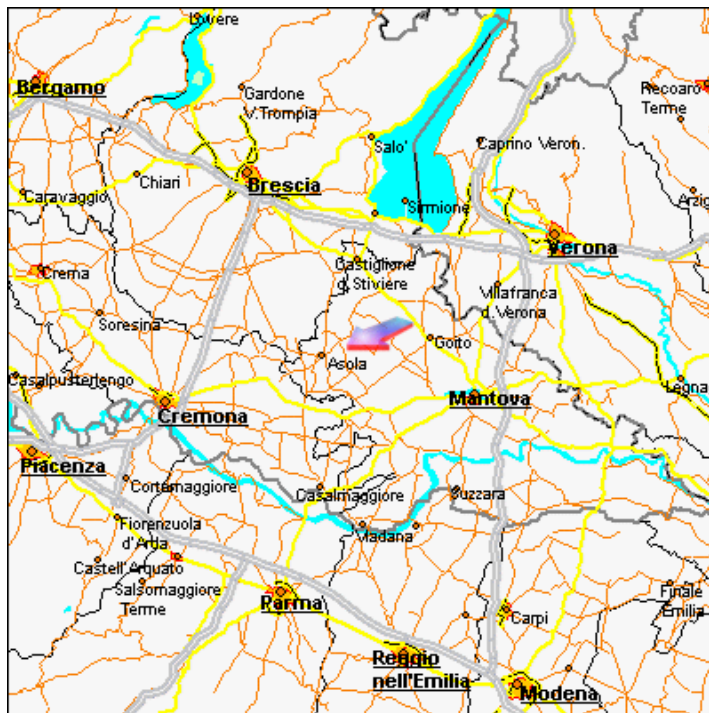 Lovere
Bergamo
Gardone
V.Trompia
Recoaro
Terme
Salo'
Caprino Veron.
Chiari
Brescia
Caravaggio
Sirmione
Arzig
Verona
Crema
Castiglione
d.Stiviere
Villafranca
d.Verona
Soresina
Goito
Asola
Casalpusterlengo
Legna
Mantova
Cremona
Piacenza
Cortemaggiore
Casalmaggiore
Suzzara
Fiorenzuola
d'Arda
Viadana
Castell'Arquato
Salsomaggiore
Terme
Parma
Finale
Emilia
Carpi
Reggio
nell'Emilia
Modena